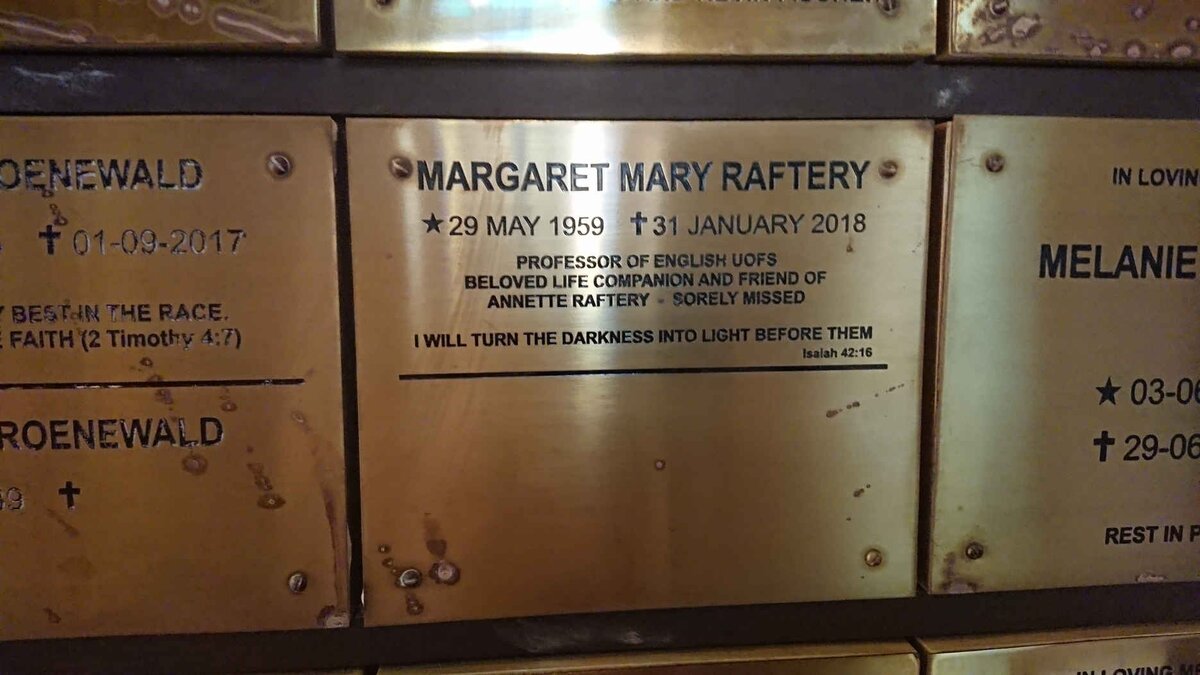 OENEWALD
✝ 01-09-2017
BEST IN THE RACE.
FAITH (2 Timothy 4:7)
ROENEWALD
✝
MARGARET MARY RAFTERY
★ 29 MAY 1959 ✝ 31 JANUARY 2018
PROFESSOR OF ENGLISH UOFS
BELOVED LIFE COMPANION AND FRIEND OF
ANNETTE RAFTERY - SORELY MISSED
I WILL TURN THE DARKNESS INTO LIGHT BEFORE THEM
Isaiah 42:16
IN LOVIN
MELANIE
★ 03-06
✝ 29-06
REST IN P
IN LOVING ME